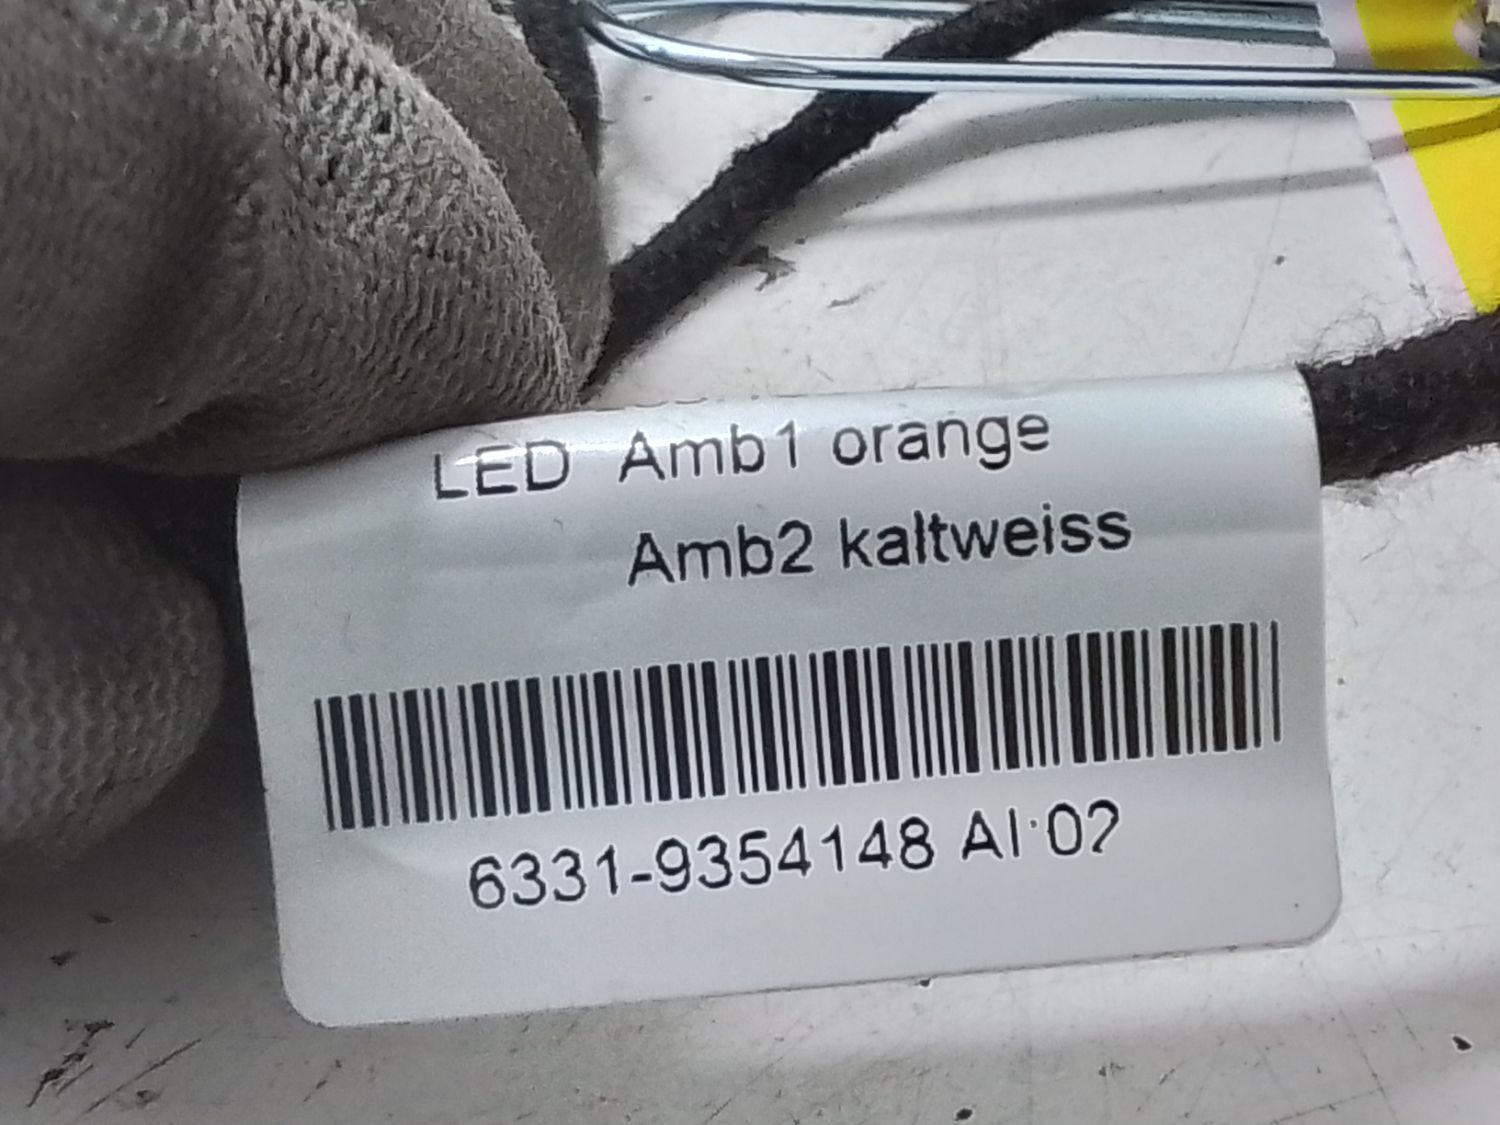 LED Amb1 orange
Amb2 kaltweiss
6331-9354148 AI:02